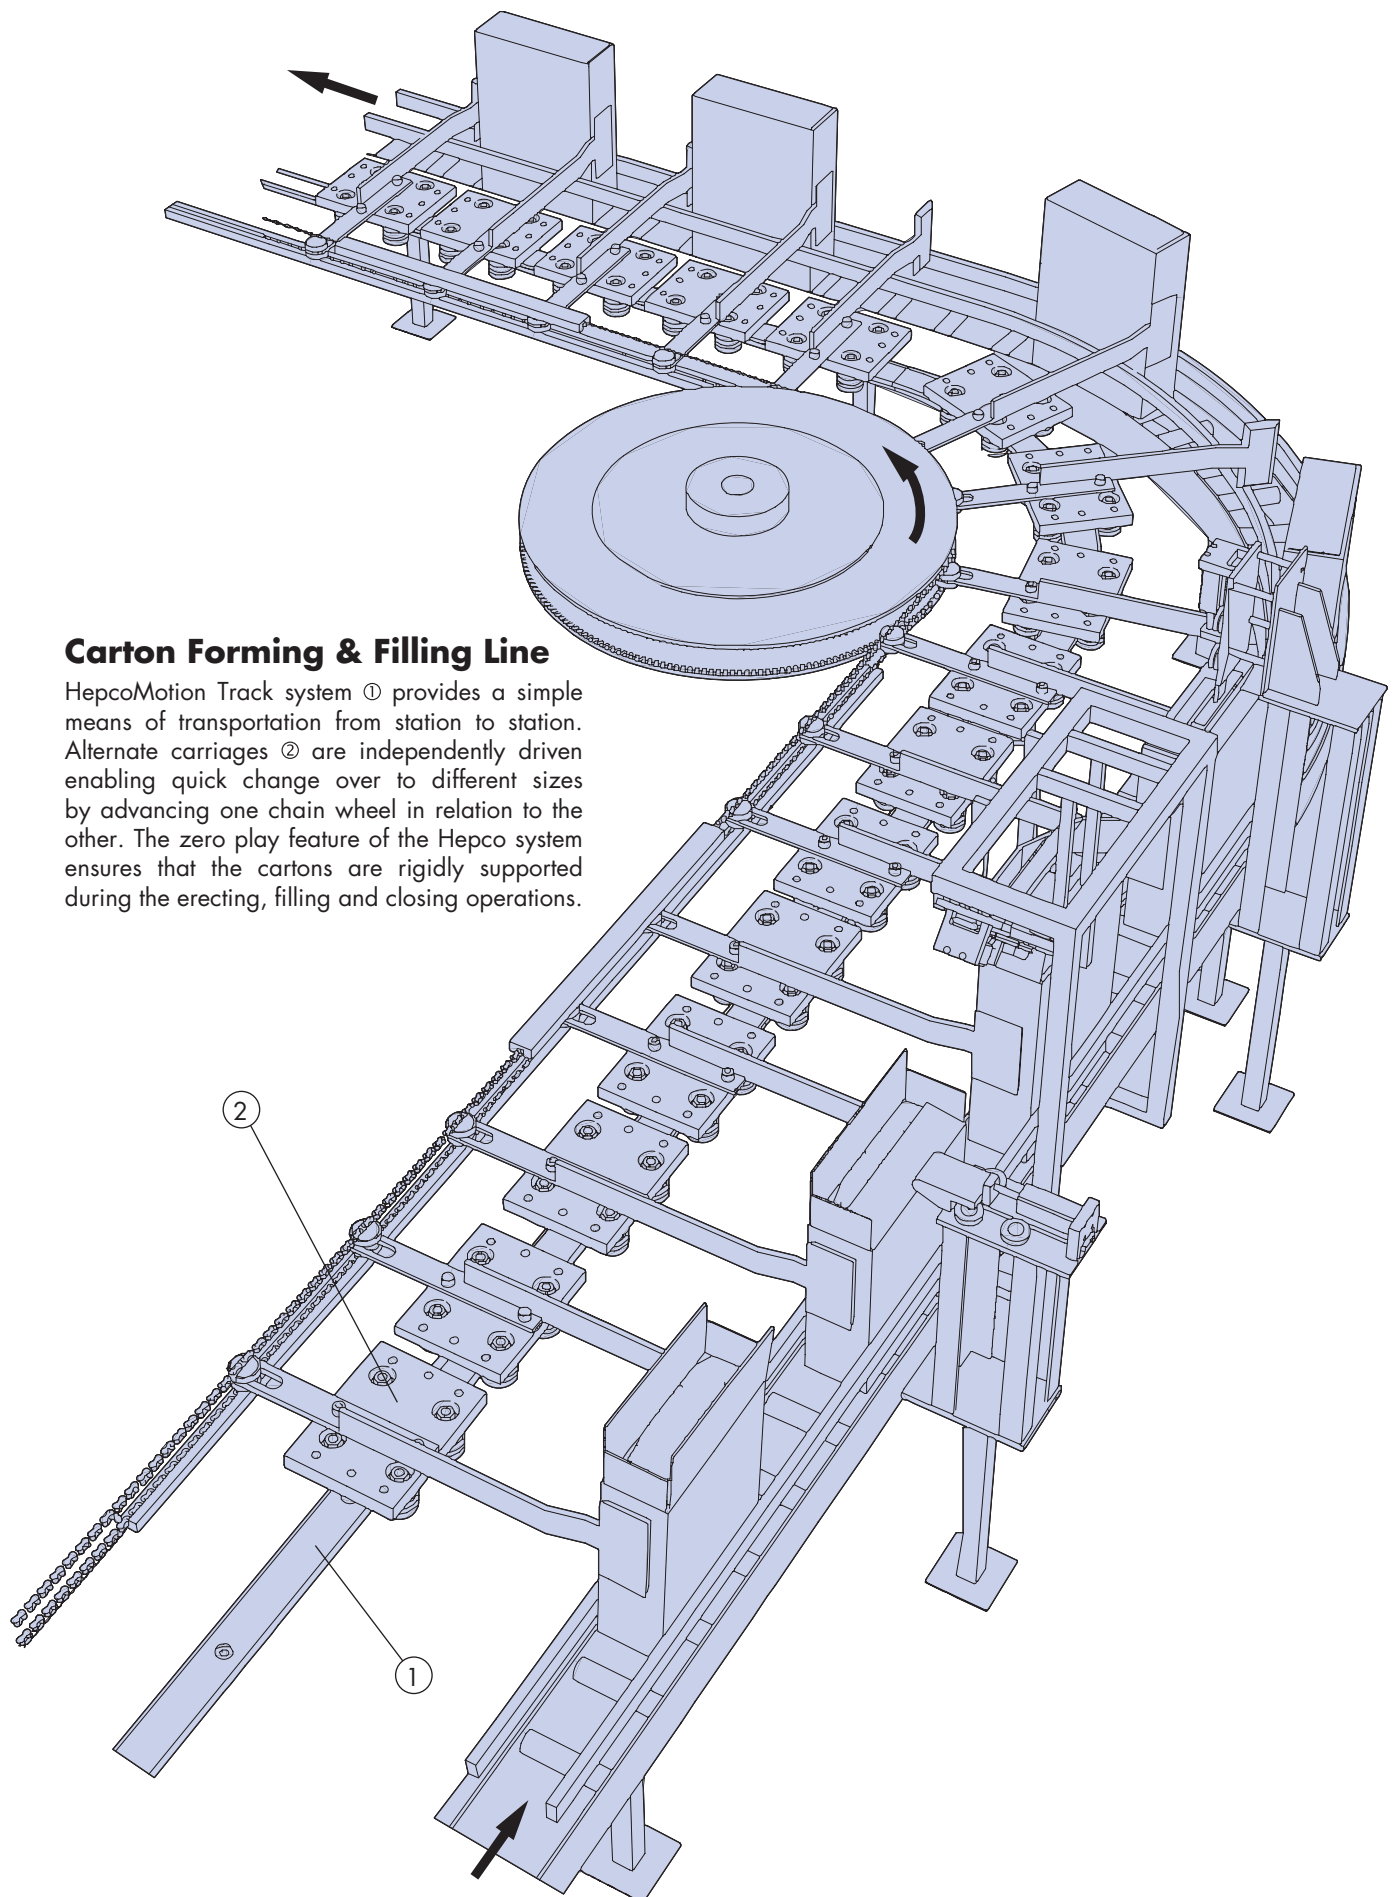 Carton Forming & Filling Line
HepcoMotion Track system ① provides a simple
means of transportation from station to station.
Alternate carriages ② are independently driven
enabling quick change over to different sizes
by advancing one chain wheel in relation to the
other. The zero play feature of the Hepco system
ensures that the cartons are rigidly supported
during the erecting, filling and closing operations.
2
1